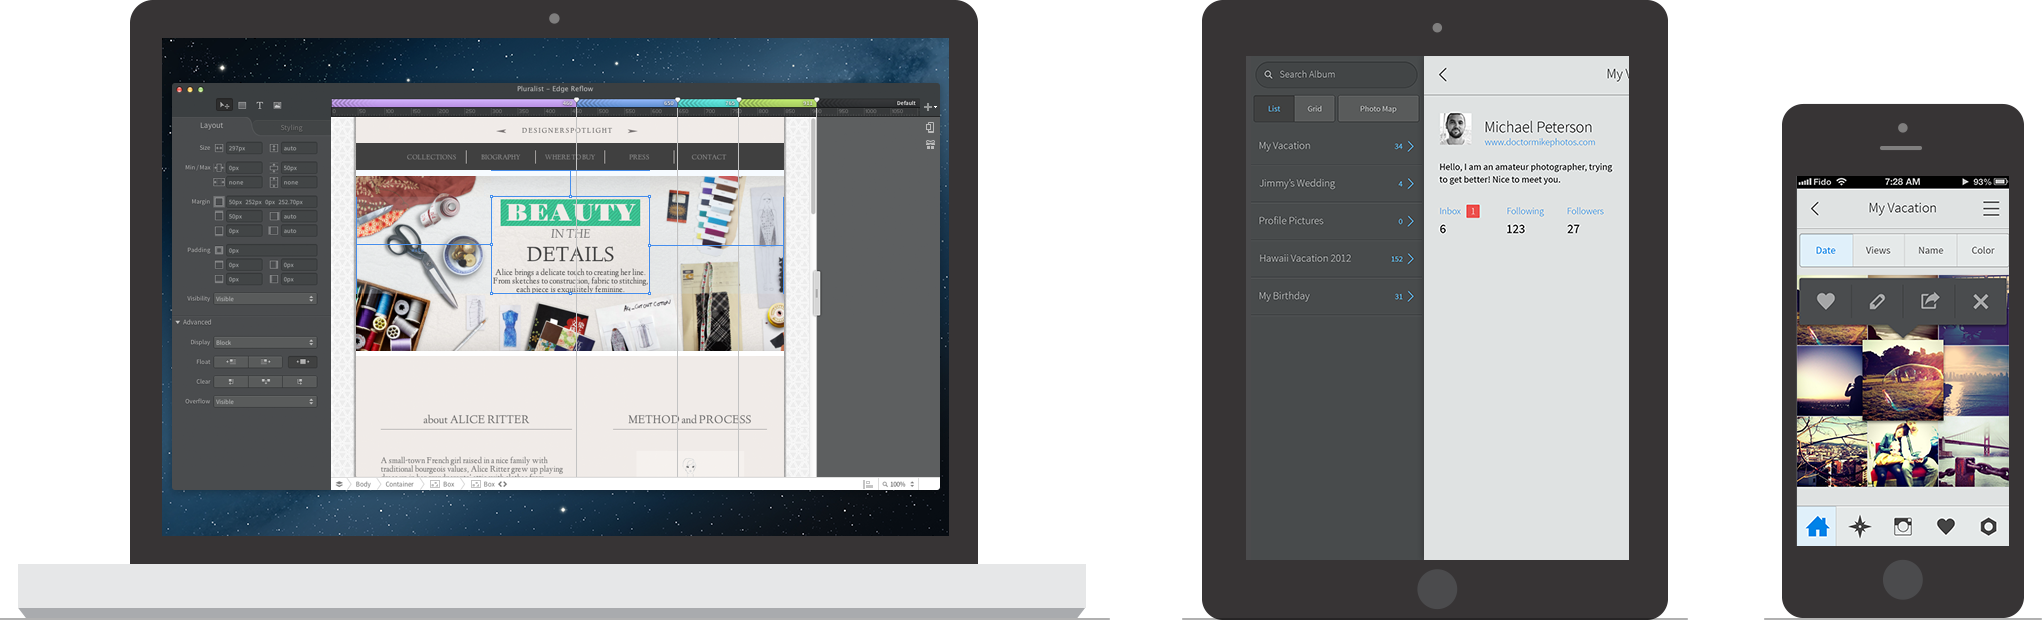 Pluralist - Edge Reflow
T
Default
Layout
Styling
Size
297px
auto
Min / Max
0px
50px
none
none
Margin
50px 252px 0px 252.70px
50px
auto
0px
auto
Padding
0px
0px
0px
0px
0px
Visibility
Visible
Advanced
Display
Block
Float
Clear
Overflow
Visible
DESIGNERSPOTLIGHT
COLLECTIONS
BIOGRAPHY
WHERE TO BUY
PRESS
CONTACT
BEAUTY
IN THE
DETAILS
Alice brings a delicate touch to creating her line.
From sketches to construction, fabric to stitching,
each piece is exquisitely feminine.
about ALICE RITTER
METHOD and PROCESS
A small-town French girl raised in a nice family with
traditional bourgeois values, Alice Ritter grew up playing
Body
Container
Box
Box
100%
Search Album
List
Grid
Photo Map
My Vacation
34
Jimmy's Wedding
4
Profile Pictures
0
Hawaii Vacation 2012
152
My Birthday
31
My V
Michael Peterson
www.doctormikephotos.com
Hello, I am an amateur photographer, trying
to get better! Nice to meet you.
Inbox 1
Following
Followers
6
123
27
Fido
7:28 AM
93%
My Vacation
Date
Views
Name
Color